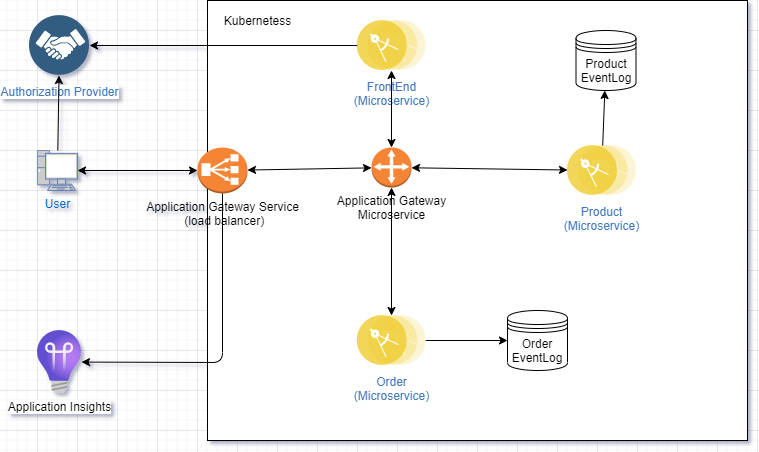 Kubernetess
Authorization Provider
FrontEnd
(Microservice)
Product
EventLog
User
Application Gateway Service
(load balancer)
Application Gateway
Microservice
Product
(Microservice)
Order
EventLog
Order
(Microservice)
Application Insights